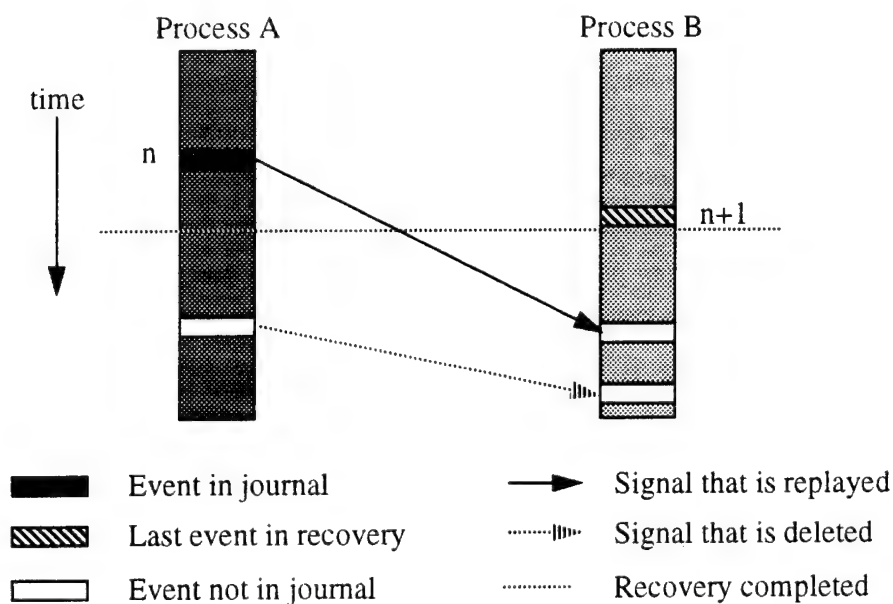 Process A
Process B
time
n
n+1
Event in journal
Signal that is replayed
Last event in recovery
Signal that is deleted
Event not in journal
Recovery completed